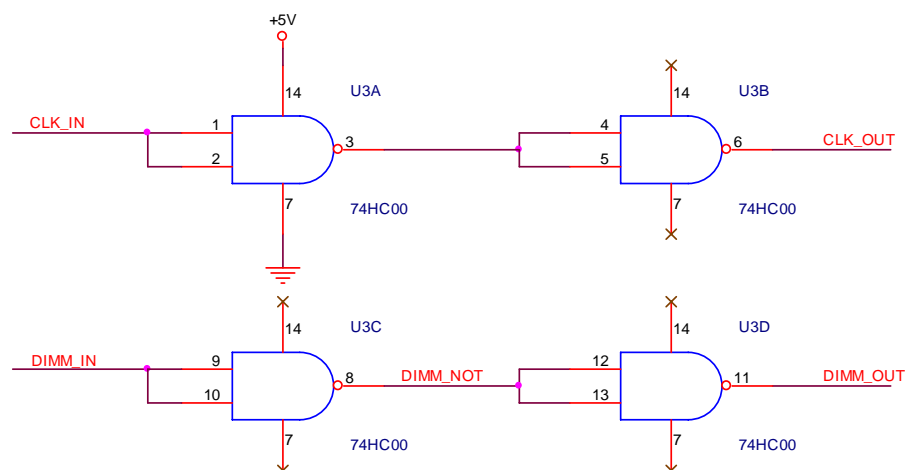 +5V
14 U3A 14 U3B
CLK_IN 1 3 4 6 CLK_OUT
2 5
7 74HC00 7 74HC00
14 U3C 14 U3D
DIMM_IN 9 8 DIMM_NOT 12 11 DIMM_OUT
10 13
7 74HC00 7 74HC00